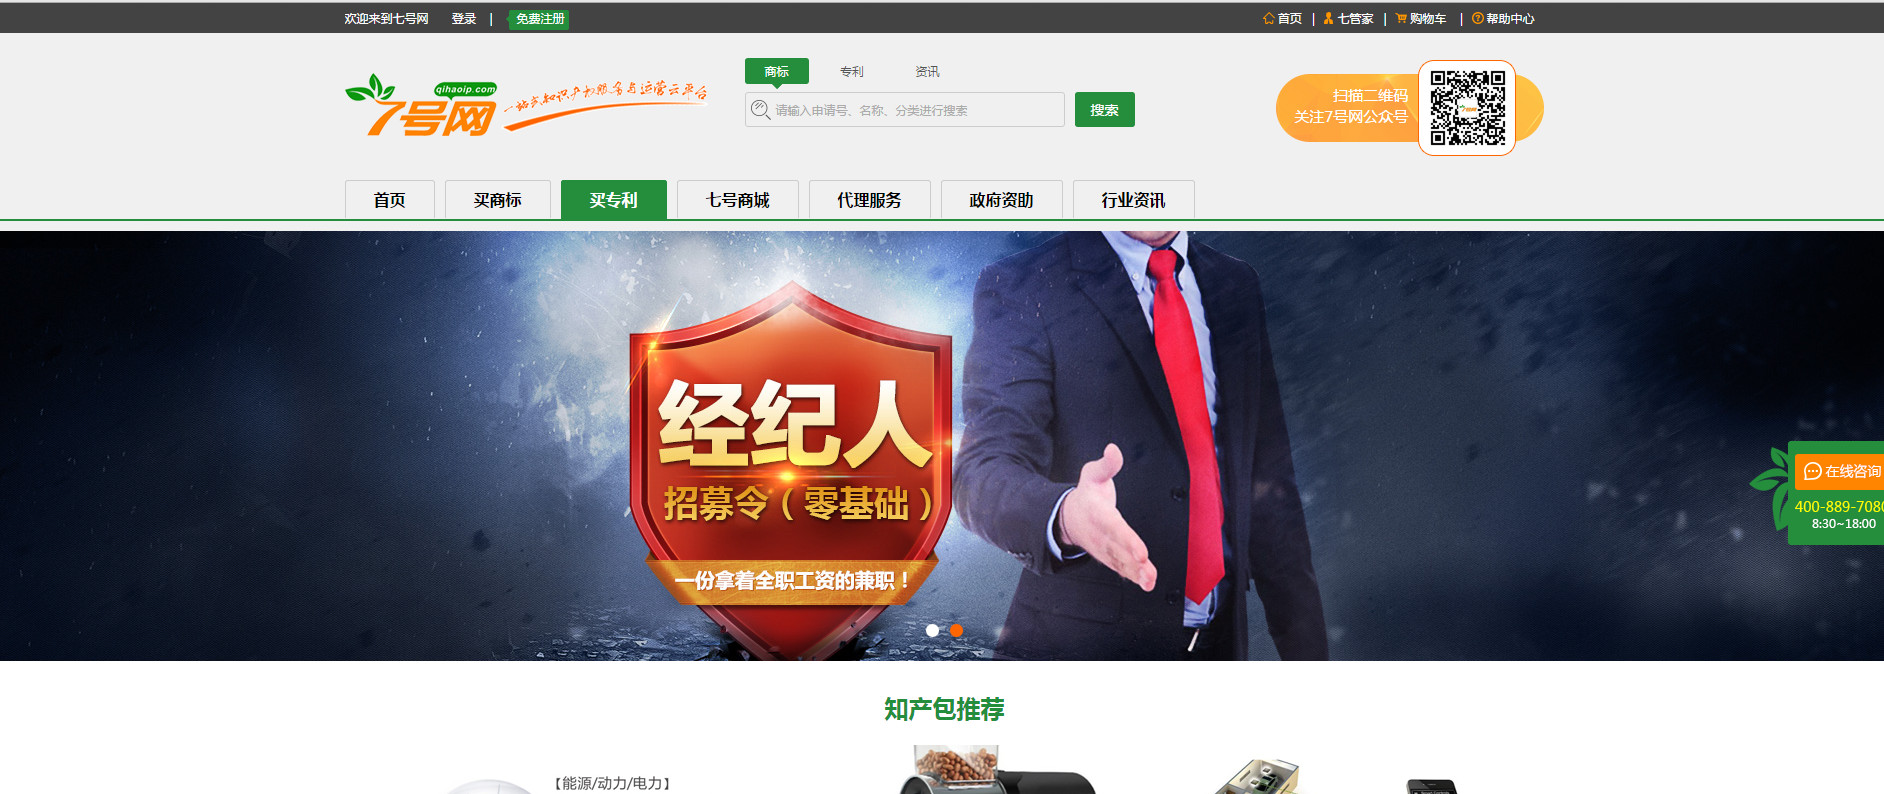 欢迎来到七号网 登录 | 免费注册
首页 | 七管家 | 购物车 | 帮助中心
商标 专利 资讯
qihaoip.com
7号网
一站式知识产权服务与运营云平台
请输入申请号、名称、分类进行搜索
搜索
扫描二维码
关注7号网公众号
首页 买商标 买专利 七号商城 代理服务 政府资助 行业资讯
经纪人
招募令（零基础）
一份拿着全职工资的兼职！
在线咨询
400-889-7080
8:30~18:00
知产包推荐
【能源/动力/电力】